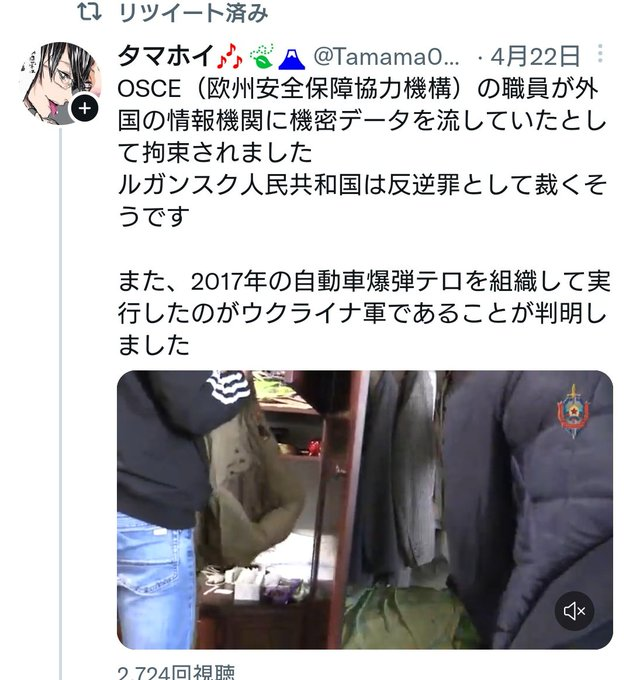 リツイート済み
タマホイ🎶🍃🗻 @Tamama0... · 4月22日
OSCE（欧州安全保障協力機構）の職員が外
国の情報機関に機密データを流していたとし
て拘束されました
ルガンスク人民共和国は反逆罪として裁くそ
うです
また、2017年の自動車爆弾テロを組織して実
行したのがウクライナ軍であることが判明し
ました
2,724回視聴